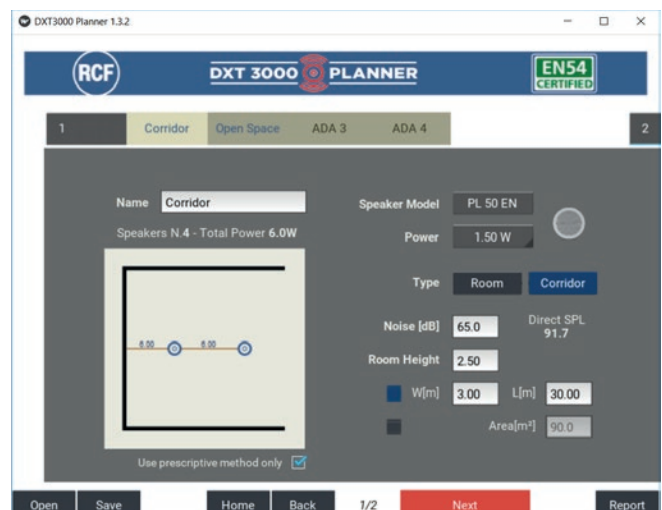 DXT3000 Planner 1.3.2
RCF
DXT 3000 PLANNER
EN54
CERTIFIED
1 Corridor Open Space ADA 3 ADA 4 2
Name Corridor
Speakers N.4 - Total Power 6.0W
6.00 6.00
Use prescriptive method only
Speaker Model PL 50 EN
Power 1.50 W
Type Room Corridor
Noise [dB] 65.0 Direct SPL
91.7
Room Height 2.50
W[m] 3.00 L[m] 30.00
Area[m²] 90.0
Open Save Home Back 1/2 Next Report